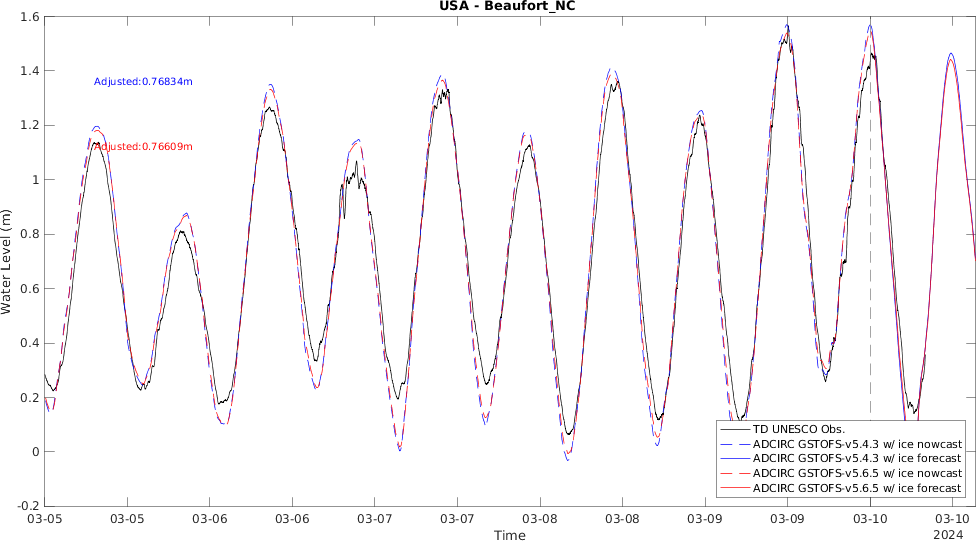 USA - Beaufort_NC
1.6
1.4
1.2
1
0.8
0.6
0.4
0.2
0
-0.2
Water Level (m)
Adjusted:0.76834m
Adjusted:0.76609m
TD UNESCO Obs.
ADCIRC GSTOFS-v5.4.3 w/ ice nowcast
ADCIRC GSTOFS-v5.4.3 w/ ice forecast
ADCIRC GSTOFS-v5.6.5 w/ ice nowcast
ADCIRC GSTOFS-v5.6.5 w/ ice forecast
03-05 03-05 03-06 03-06 03-07 03-07 03-08 03-08 03-09 03-09 03-10 03-10
Time
2024